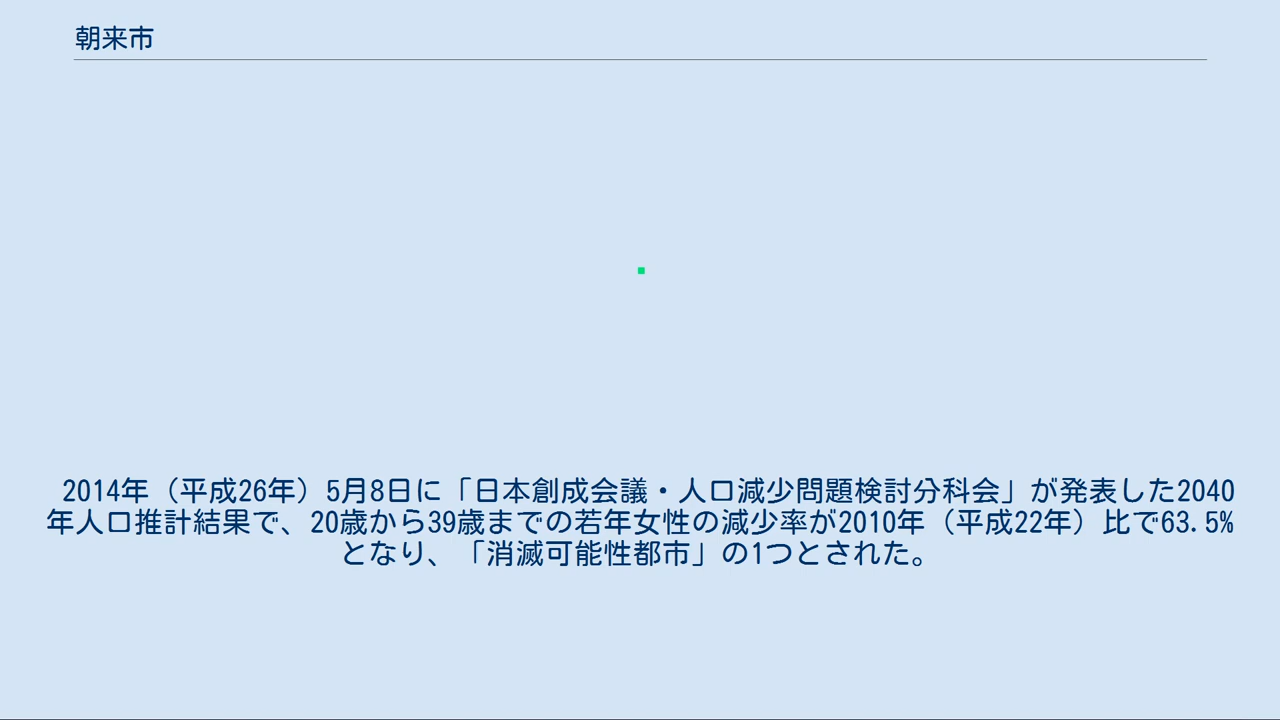 朝来市
2014年（平成26年）5月8日に「日本創成会議・人口減少問題検討分科会」が発表した2040
年人口推計結果で、20歳から39歳までの若年女性の減少率が2010年（平成22年）比で63.5%
となり、「消滅可能性都市」の1つとされた。